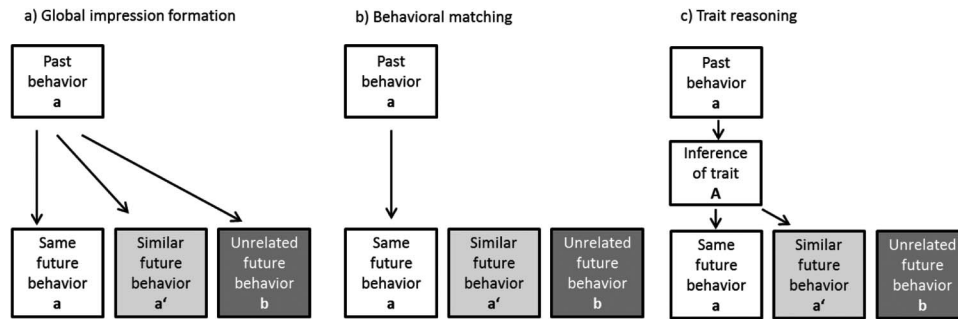 a) Global impression formation
Past
behavior
a
Same
future
behavior
a
Similar
future
behavior
a‘
Unrelated
future
behavior
b
b) Behavioral matching
Past
behavior
a
Same
future
behavior
a
Similar
future
behavior
a‘
Unrelated
future
behavior
b
c) Trait reasoning
Past
behavior
a
Inference
of trait
A
Same
future
behavior
a
Similar
future
behavior
a‘
Unrelated
future
behavior
b